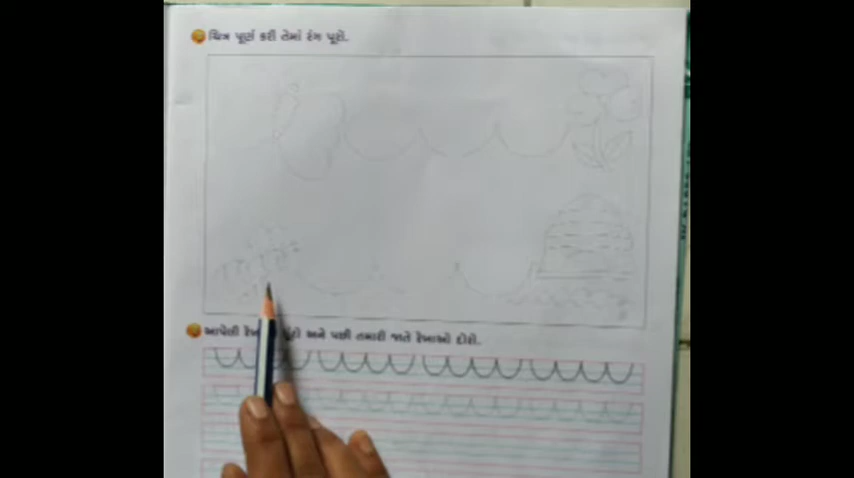 ચિત્ર પૂર્ણ કરી તેમાં રંગ પૂરો.
આપેલી અને પછી તમારી જાતે રેખાઓ દોરો.